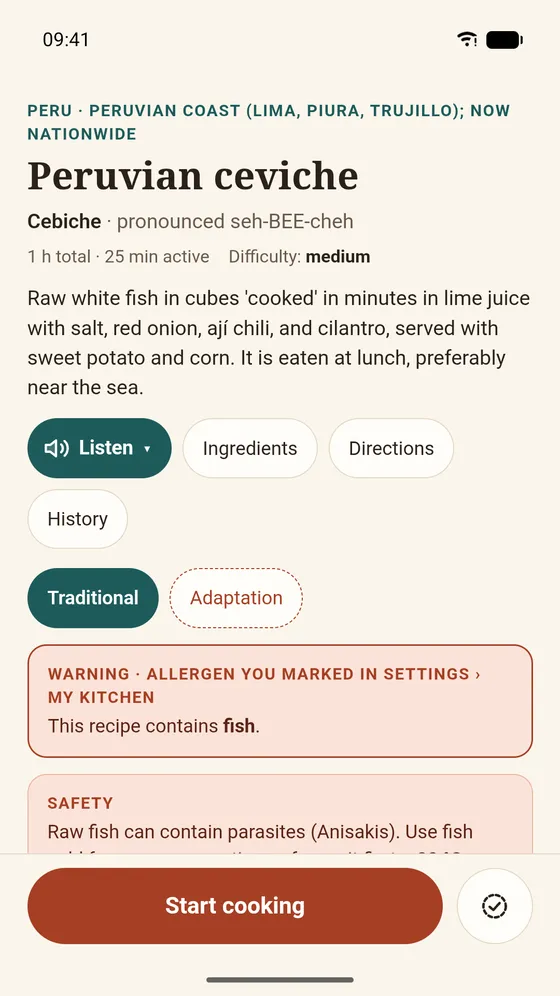 09:41
PERU · PERUVIAN COAST (LIMA, PIURA, TRUJILLO); NOW
NATIONWIDE
Peruvian ceviche
Cebiche · pronounced seh-BEE-cheh
1 h total · 25 min active Difficulty: medium
Raw white fish in cubes 'cooked' in minutes in lime juice
with salt, red onion, ají chili, and cilantro, served with
sweet potato and corn. It is eaten at lunch, preferably
near the sea.
Listen ▾
Ingredients
Directions
History
Traditional
Adaptation
WARNING · ALLERGEN YOU MARKED IN SETTINGS ›
MY KITCHEN
This recipe contains fish.
SAFETY
Raw fish can contain parasites (Anisakis). Use fish
Start cooking